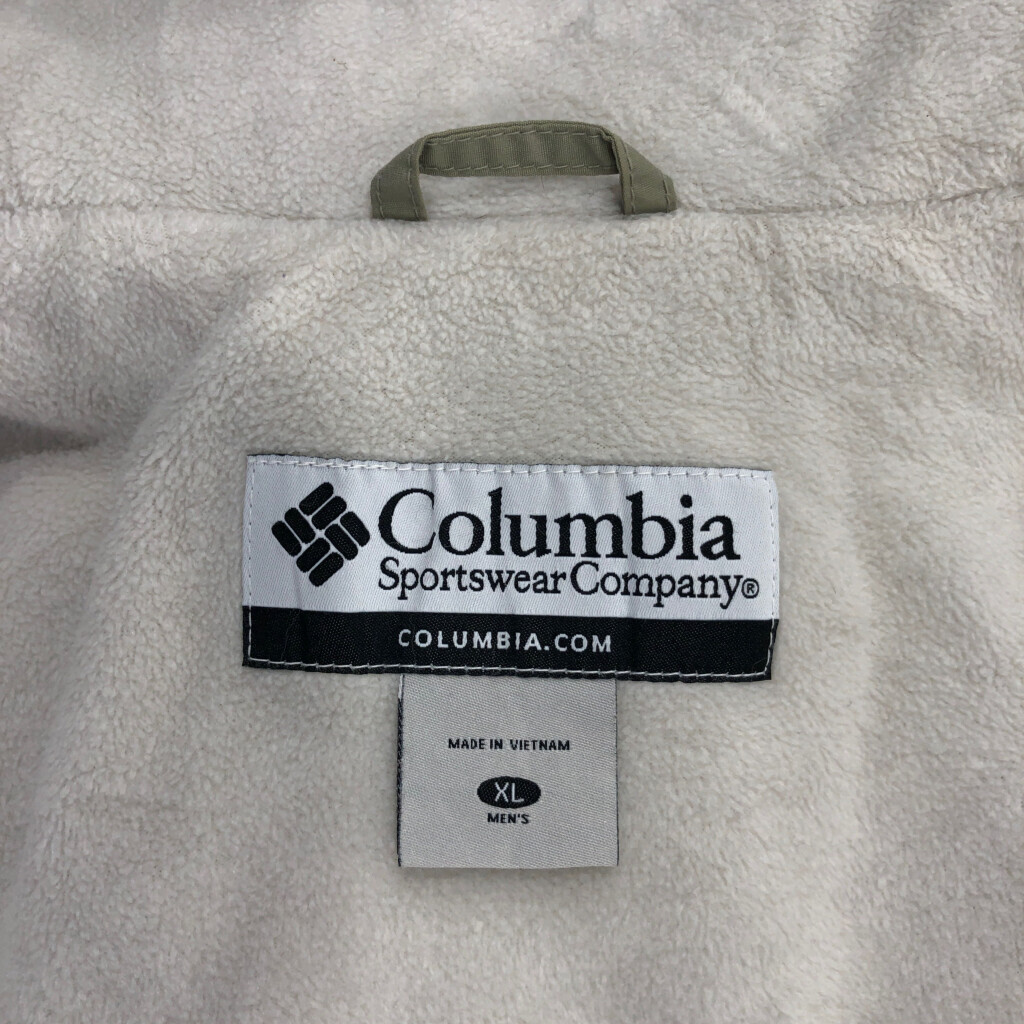 Columbia
Sportswear Company®
COLUMBIA.COM
MADE IN VIETNAM
XL
MEN'S